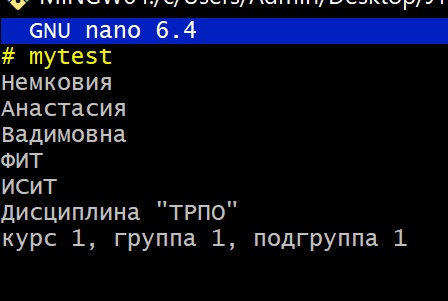 GNU nano 6.4
# mytest
Немковия
Анастасия
Вадимовна
ФИТ
ИСиТ
Дисциплина "ТРПО"
курс 1, группа 1, подгруппа 1